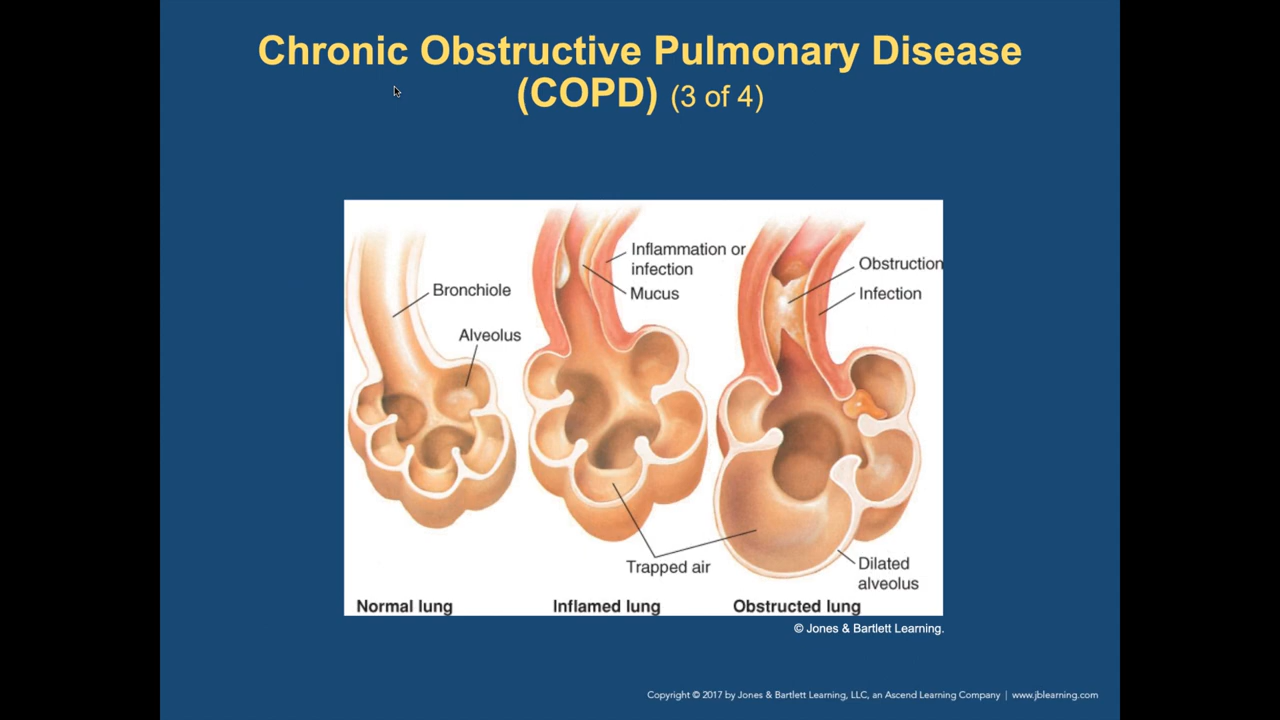 Chronic Obstructive Pulmonary Disease
(COPD) (3 of 4)
Bronchiole
Alveolus
Inflammation or
infection
Mucus
Obstruction
Infection
Trapped air
Dilated
alveolus
Normal lung
Inflamed lung
Obstructed lung
© Jones & Bartlett Learning.
Copyright © 2017 by Jones & Bartlett Learning, LLC, an Ascend Learning Company | www.jblearning.com